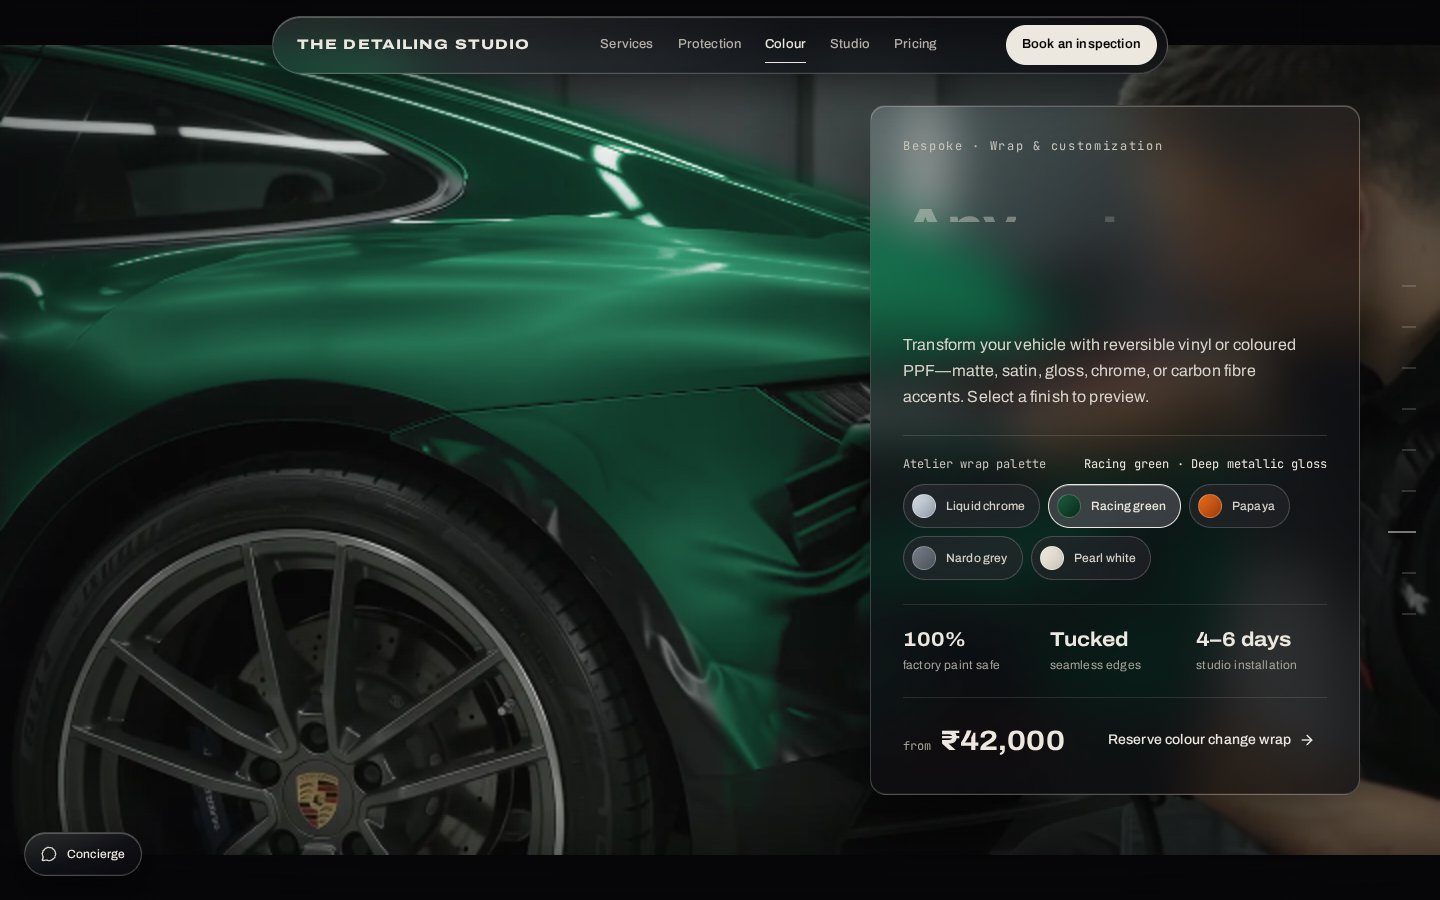 THE DETAILING STUDIO
Services
Protection
Colour
Studio
Pricing
Book an inspection
Bespoke · Wrap & customization
Transform your vehicle with reversible vinyl or coloured
PPF—matte, satin, gloss, chrome, or carbon fibre
accents. Select a finish to preview.
Atelier wrap palette
Racing green · Deep metallic gloss
Liquid chrome
Racing green
Papaya
Nardo grey
Pearl white
100%
factory paint safe
Tucked
seamless edges
4–6 days
studio installation
from ₹42,000
Reserve colour change wrap
Concierge